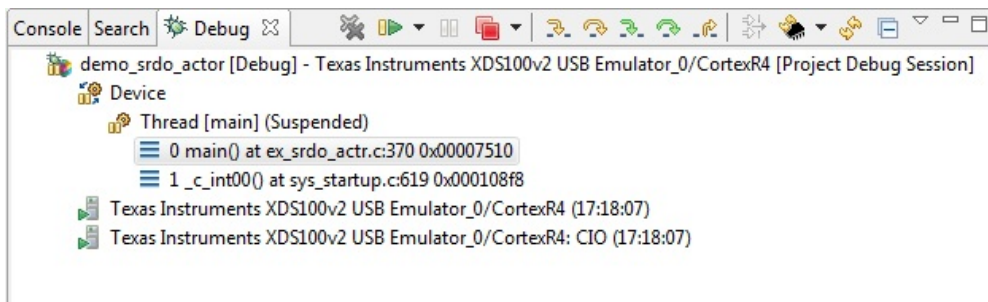 Console Search Debug
demo_srdo_actor [Debug] - Texas Instruments XDS100v2 USB Emulator_0/CortexR4 [Project Debug Session]
Device
Thread [main] (Suspended)
0 main() at ex_srdo_actr.c:370 0x00007510
1 _c_int00() at sys_startup.c:619 0x000108f8
Texas Instruments XDS100v2 USB Emulator_0/CortexR4 (17:18:07)
Texas Instruments XDS100v2 USB Emulator_0/CortexR4: CIO (17:18:07)